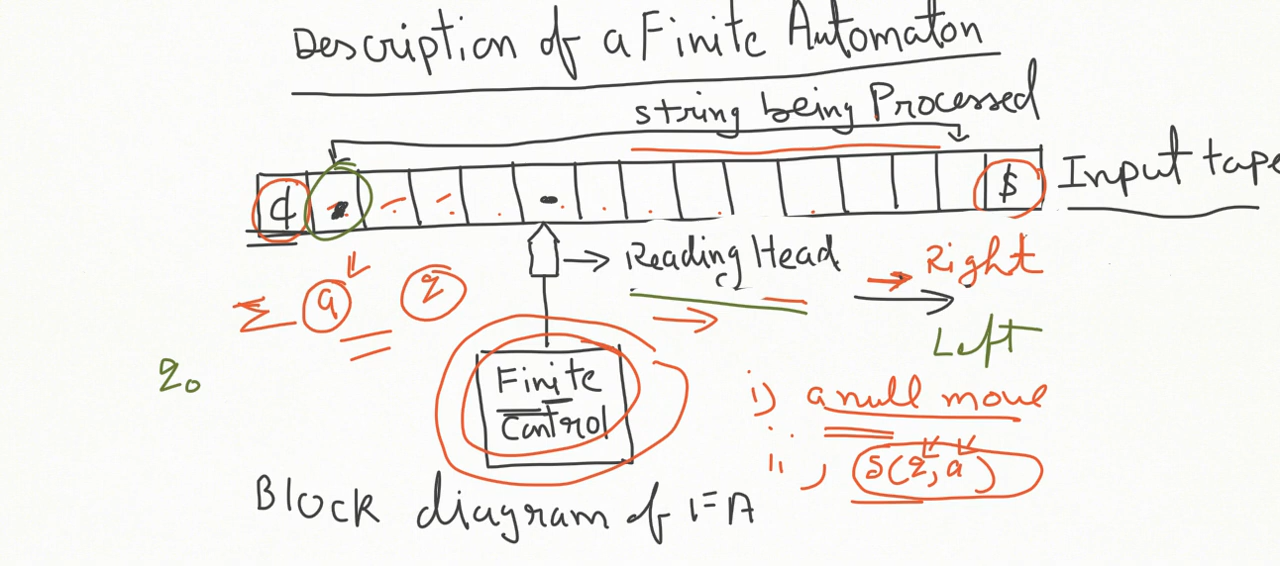 Description of a Finite Automaton
string being Processed
¢ $ Input tape
→ Reading Head → Right
Σ a q
Left
q₀
Finite
Control
i) a null move
ii) δ(q, a)
Block diagram of FA